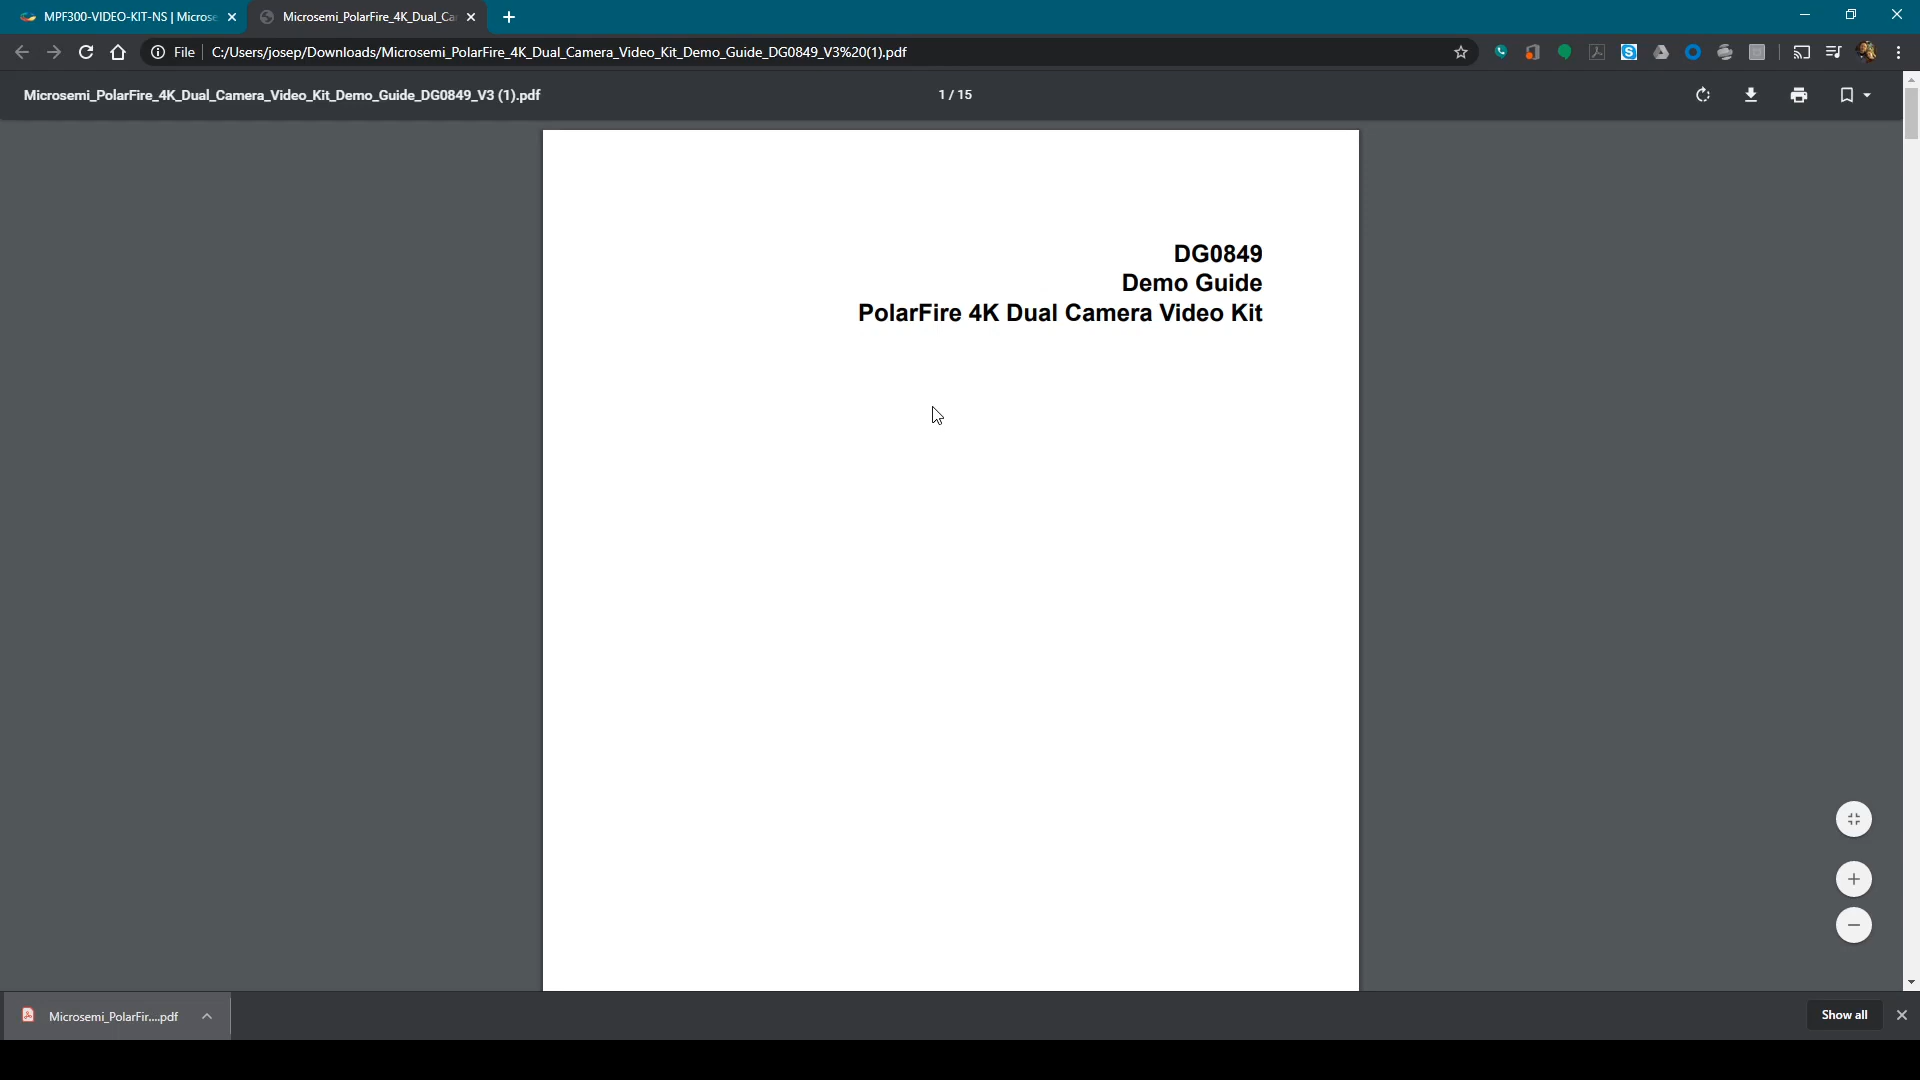 MPF300-VIDEO-KIT-NS | Microse
Microsemi_PolarFire_4K_Dual_Ca
File
C:/Users/josep/Downloads/Microsemi_PolarFire_4K_Dual_Camera_Video_Kit_Demo_Guide_DG0849_V3%20(1).pdf
Microsemi_PolarFire_4K_Dual_Camera_Video_Kit_Demo_Guide_DG0849_V3 (1).pdf
1 / 15
DG0849
Demo Guide
PolarFire 4K Dual Camera Video Kit
Microsemi_PolarFir....pdf
Show all